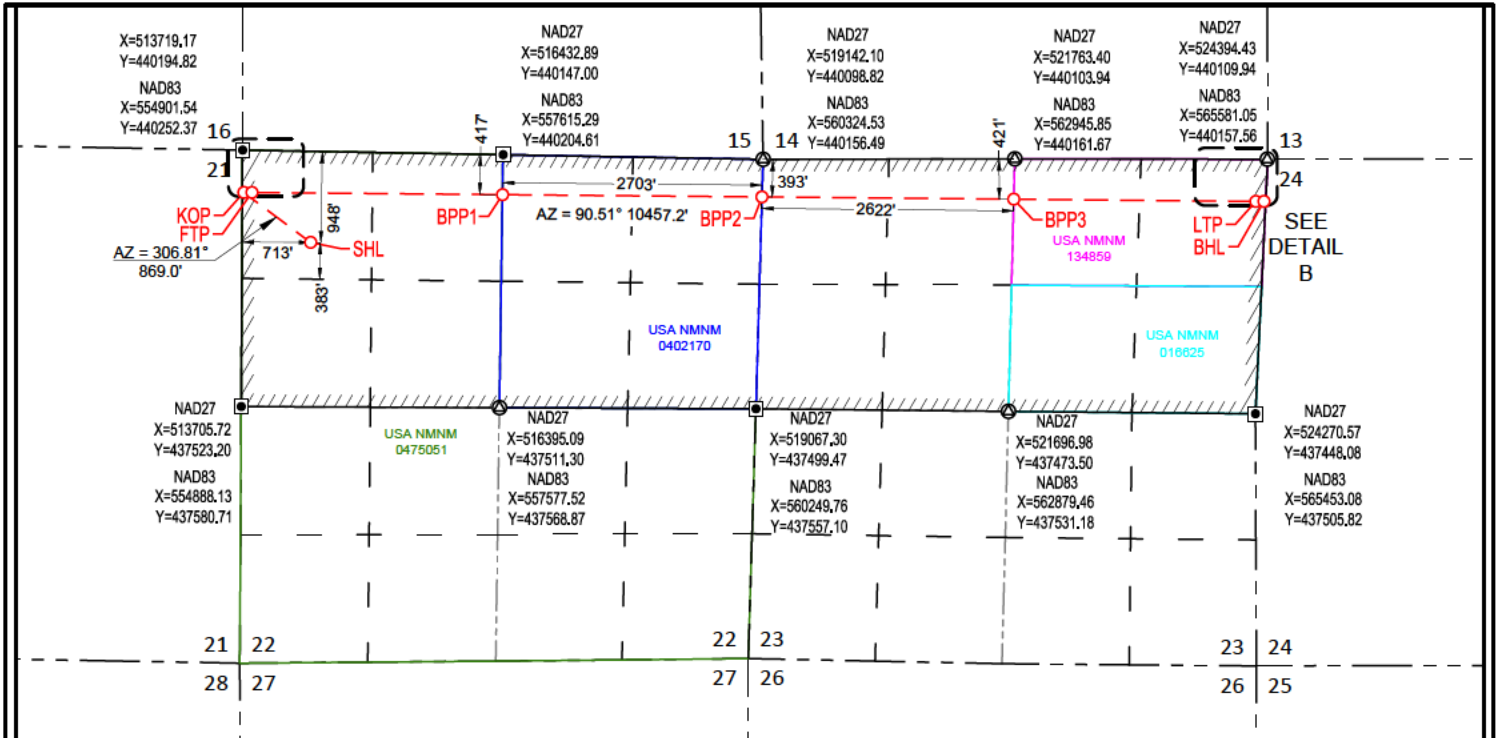 X=513719.17
Y=440194.82
NAD83
X=554901.54
Y=440252.37
NAD27
X=516432.89
Y=440147.00
NAD83
X=557615.29
Y=440204.61
NAD27
X=519142.10
Y=440098.82
NAD83
X=560324.53
Y=440156.49
NAD27
X=521763.40
Y=440103.94
NAD83
X=562945.85
Y=440161.67
NAD27
X=524394.43
Y=440109.94
NAD83
X=565581.05
Y=440157.56
16
21
417'
15
14
421'
13
24
KOP
FTP
948'
713'
SHL
383'
AZ = 306.81°
869.0'
BPP1
2703'
AZ = 90.51° 10457.2'
BPP2
393'
2622'
BPP3
LTP
BHL
SEE
DETAIL
B
USA NMNM
134859
USA NMNM
0402170
USA NMNM
016625
NAD27
X=513705.72
Y=437523.20
NAD83
X=554888.13
Y=437580.71
USA NMNM
0475051
NAD27
X=516395.09
Y=437511.30
NAD83
X=557577.52
Y=437568.87
NAD27
X=519067.30
Y=437499.47
NAD83
X=560249.76
Y=437557.10
NAD27
X=521696.98
Y=437473.50
NAD83
X=562879.46
Y=437531.18
NAD27
X=524270.57
Y=437448.08
NAD83
X=565453.08
Y=437505.82
21
22
28
27
22
23
27
26
23
24
26
25